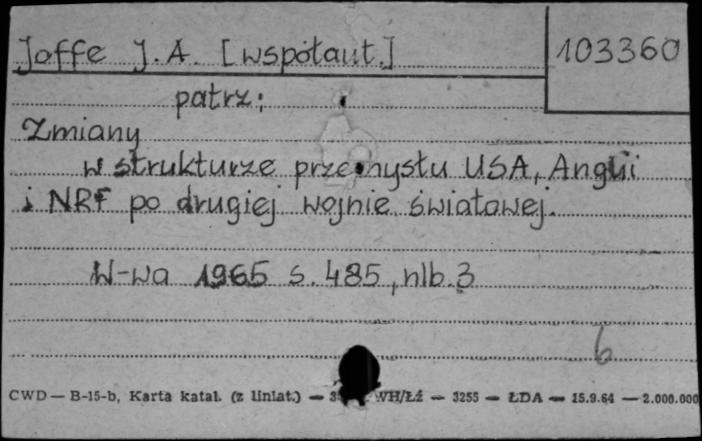 Joffe J.A. [współaut.] 103360
patrz:
Zmiany
w strukturze przemysłu USA, Anglii
i NRF po drugiej wojnie światowej.
W-wa 1965 s. 485, nlb. 3
6
CWD — B-15-b, Karta katal. (z liniat.) — WH/Łź — 3255 — ŁDA — 15.9.64 — 2.000.000